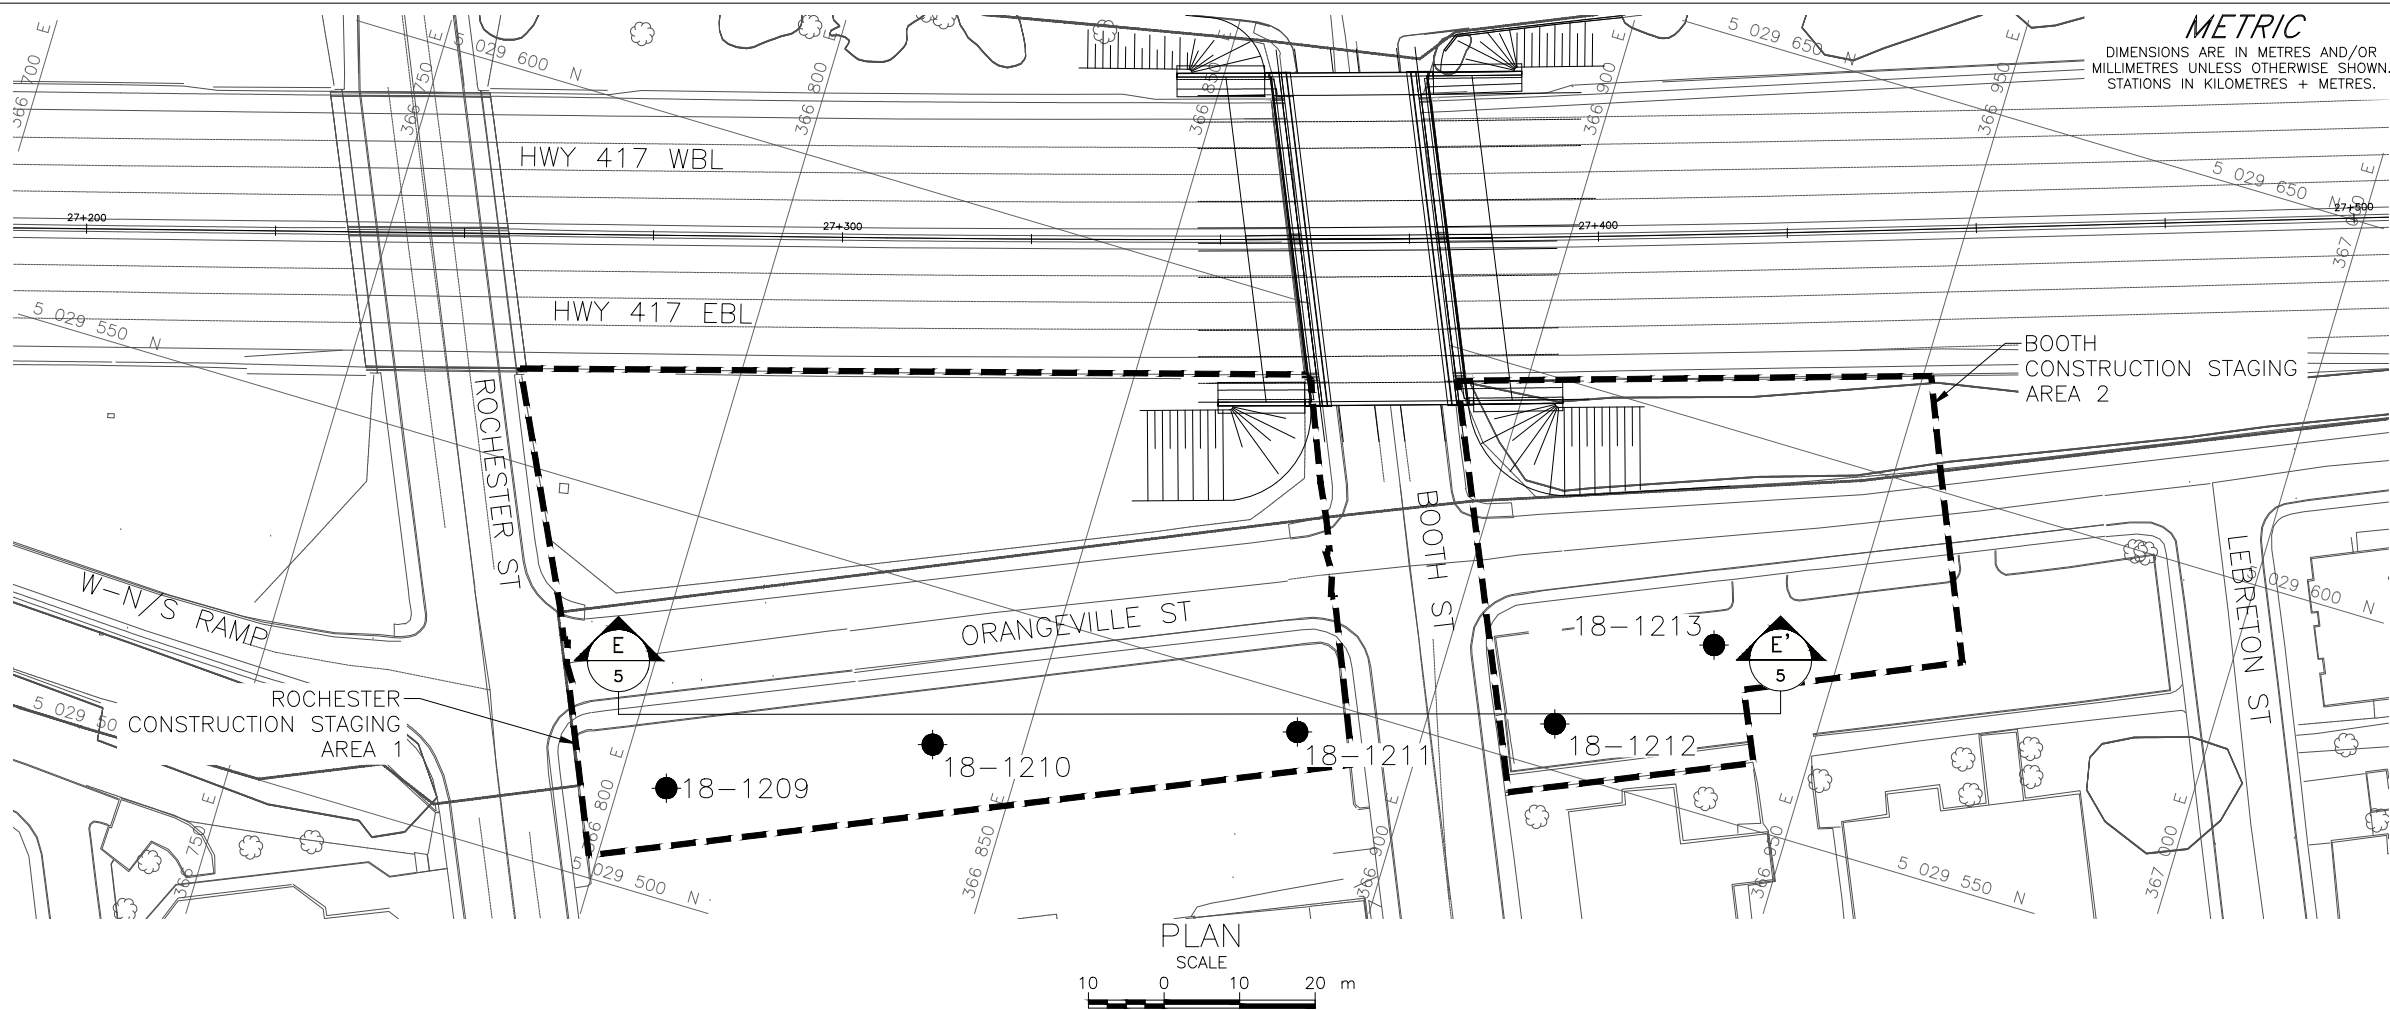 METRIC
DIMENSIONS ARE IN METRES AND/OR
MILLIMETRES UNLESS OTHERWISE SHOWN.
STATIONS IN KILOMETRES + METRES.
366 700 E
366 750 E
5 029 600 N
366 800 E
366 850 E
366 900 E
5 029 650 N
366 950 E
5 029 650 N
367 000 E
HWY 417 WBL
27+200
27+300
27+400
27+500
HWY 417 EBL
5 029 550 N
BOOTH
CONSTRUCTION STAGING
AREA 2
ROCHESTER ST
BOOTH ST
LEBRETON ST
5 029 600 N
W-N/S RAMP
ORANGEVILLE ST
18-1213
E
5
E'
5
ROCHESTER
CONSTRUCTION STAGING
AREA 1
5 029 50
18-1209
18-1210
18-1211
18-1212
366 750 E
366 800 E
366 850 E
366 900 E
366 950 E
367 000 E
5 029 500 N
5 029 550 N
PLAN
SCALE
10 0 10 20 m